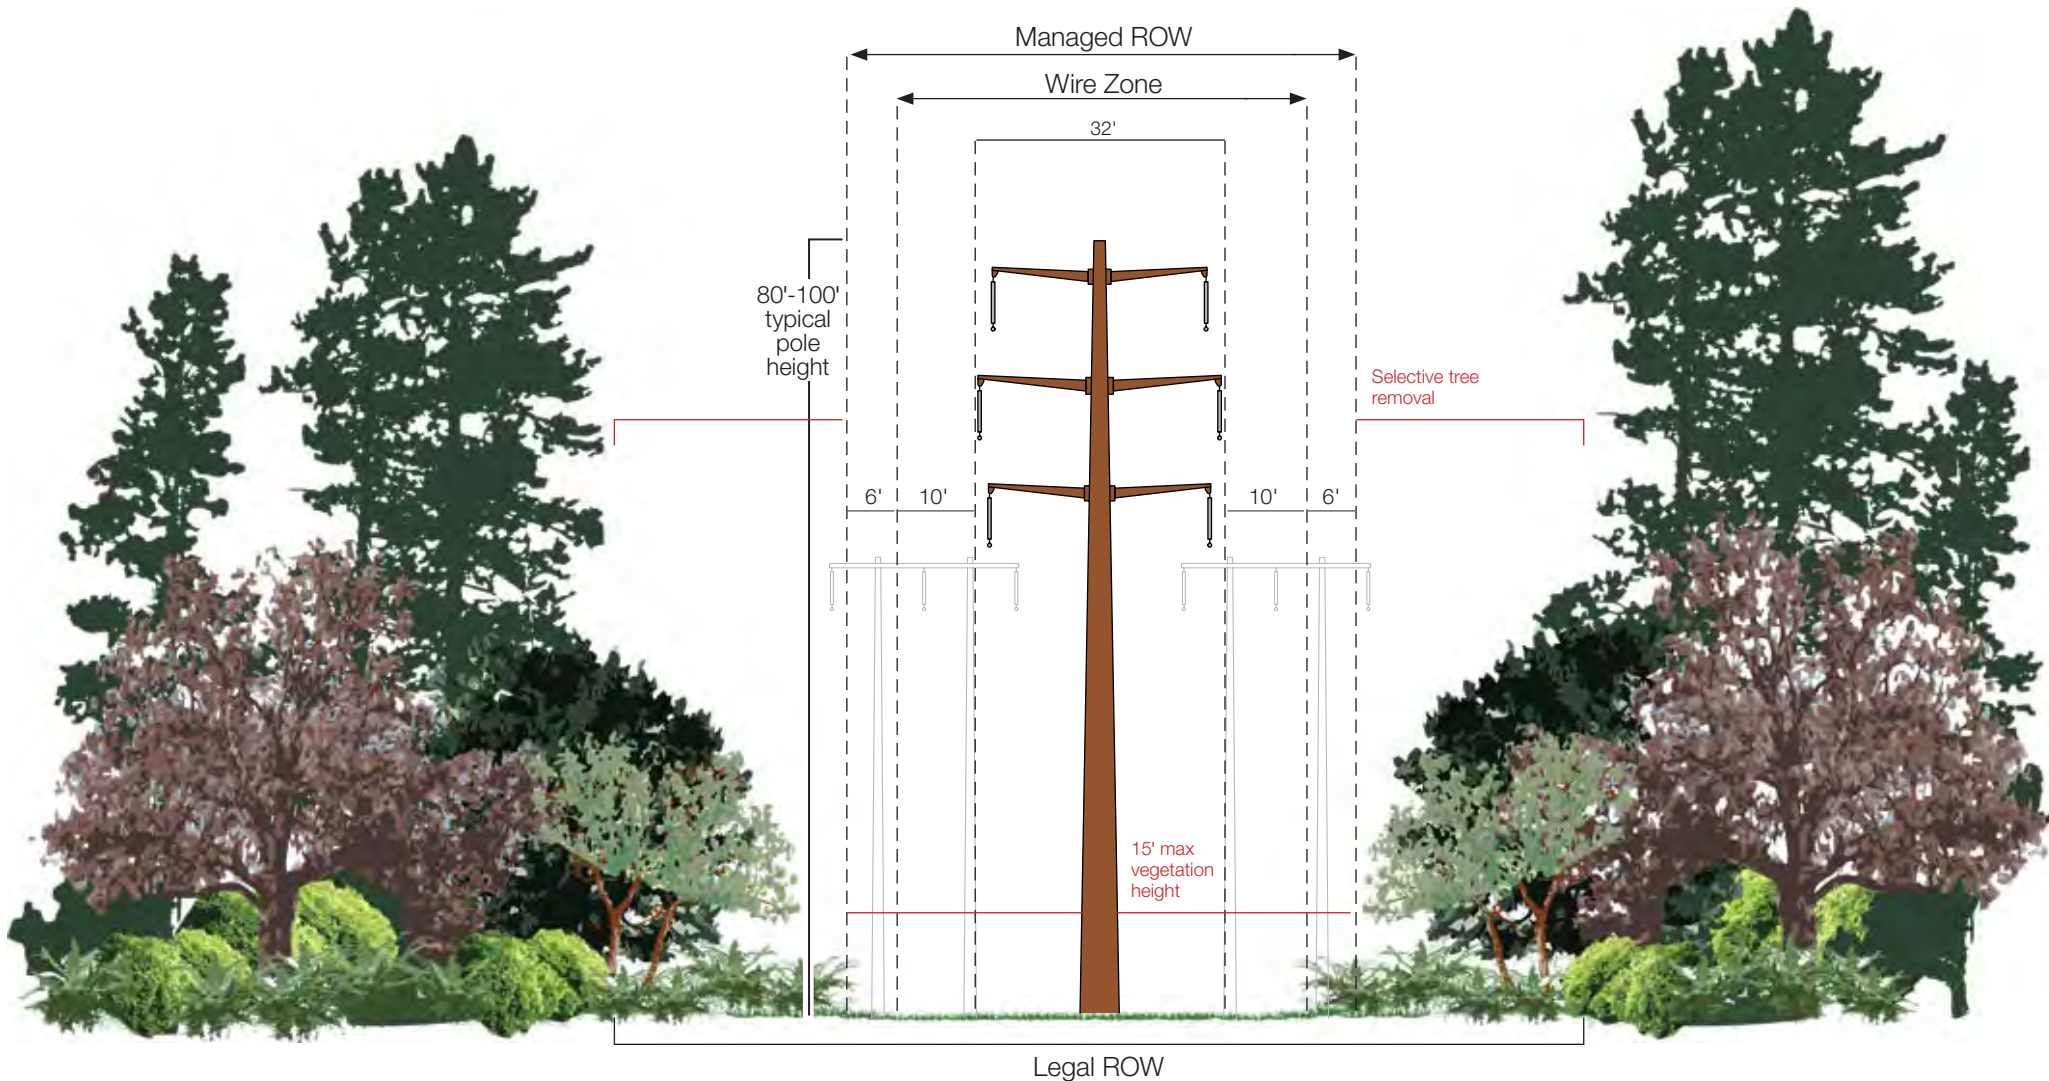 Managed ROW
Wire Zone
32'
80'-100'
typical
pole
height
Selective tree
removal
6'
10'
10'
6'
15' max
vegetation
height
Legal ROW